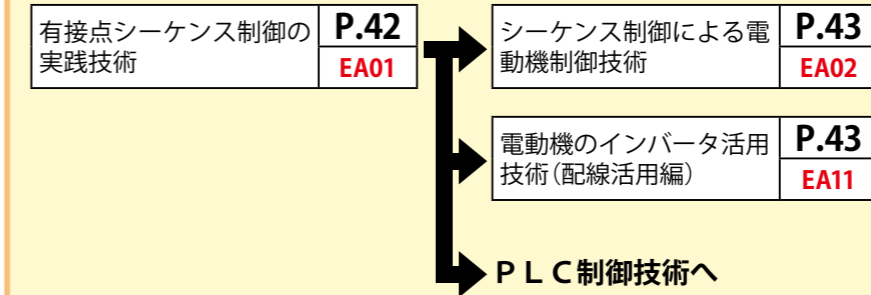 有接点シーケンス制御の
実践技術
P.42
EA01
シーケンス制御による電
動機制御技術
P.43
EA02
電動機のインバータ活用
技術(配線活用編)
P.43
EA11
ＰＬＣ制御技術へ